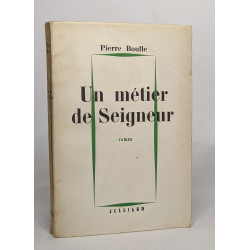 Pierre Boulle
Un métier
de Seigneur
roman
JULLIARD